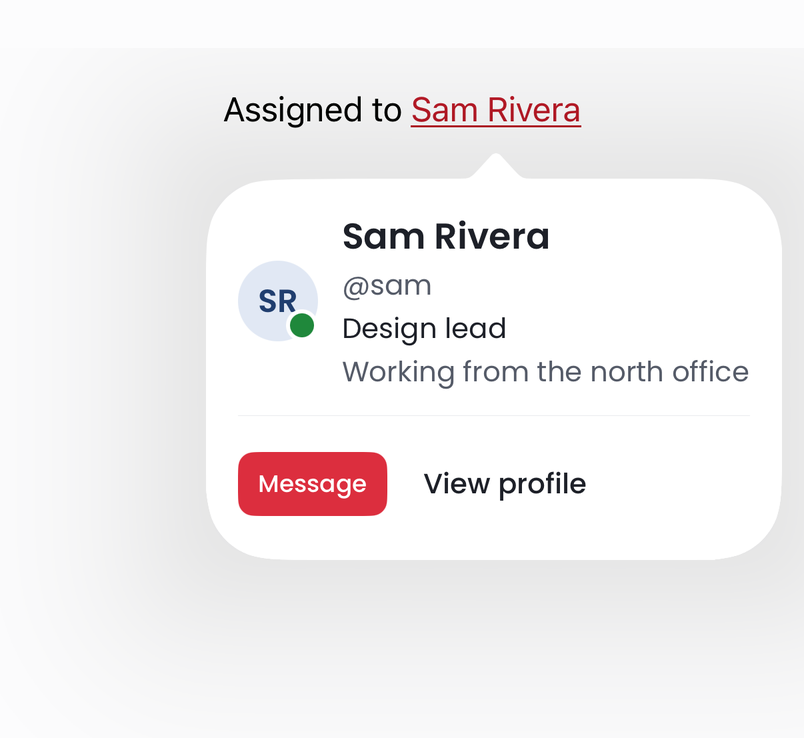 Assigned to Sam Rivera
Sam Rivera
@sam
SR
Design lead
Working from the north office
Message View profile